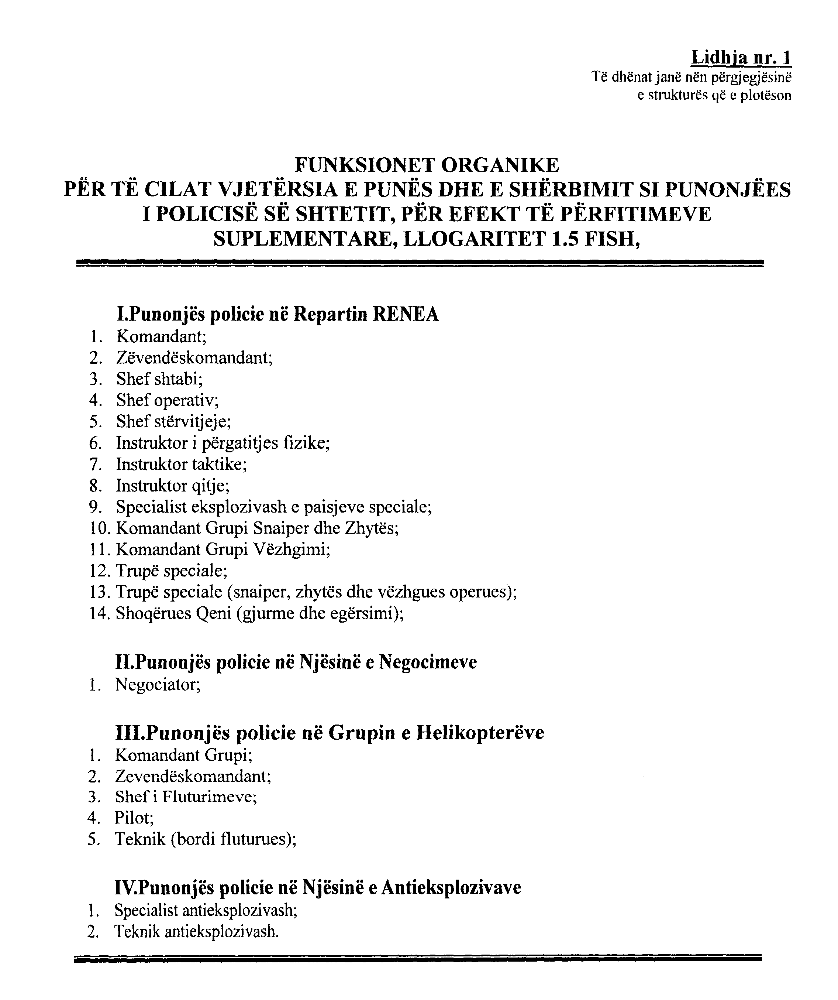 Lidhja nr. 1
Të dhënat janë nën përgjegjësinë
e strukturës që e plotëson
FUNKSIONET ORGANIKE
PËR TË CILAT VJETËRSIA E PUNËS DHE E SHËRBIMIT SI PUNONJËES
I POLICISË SË SHTETIT, PËR EFEKT TË PËRFITIMEVE
SUPLEMENTARE, LLOGARITET 1.5 FISH,
I.Punonjës policie në Repartin RENEA
1. Komandant;
2. Zëvendëskomandant;
3. Shef shtabi;
4. Shef operativ;
5. Shef stërvitjeje;
6. Instruktor i përgatitjes fizike;
7. Instruktor taktike;
8. Instruktor qitje;
9. Specialist eksplozivash e paisjeve speciale;
10. Komandant Grupi Snaiper dhe Zhytës;
11. Komandant Grupi Vëzhgimi;
12. Trupë speciale;
13. Trupë speciale (snaiper, zhytës dhe vëzhgues operues);
14. Shoqërues Qeni (gjurme dhe egërsimi);
II.Punonjës policie në Njësinë e Negocimeve
1. Negociator;
III.Punonjës policie në Grupin e Helikopterëve
1. Komandant Grupi;
2. Zevendëskomandant;
3. Shef i Fluturimeve;
4. Pilot;
5. Teknik (bordi fluturues);
IV.Punonjës policie në Njësinë e Antieksplozivave
1. Specialist antieksplozivash;
2. Teknik antieksplozivash.